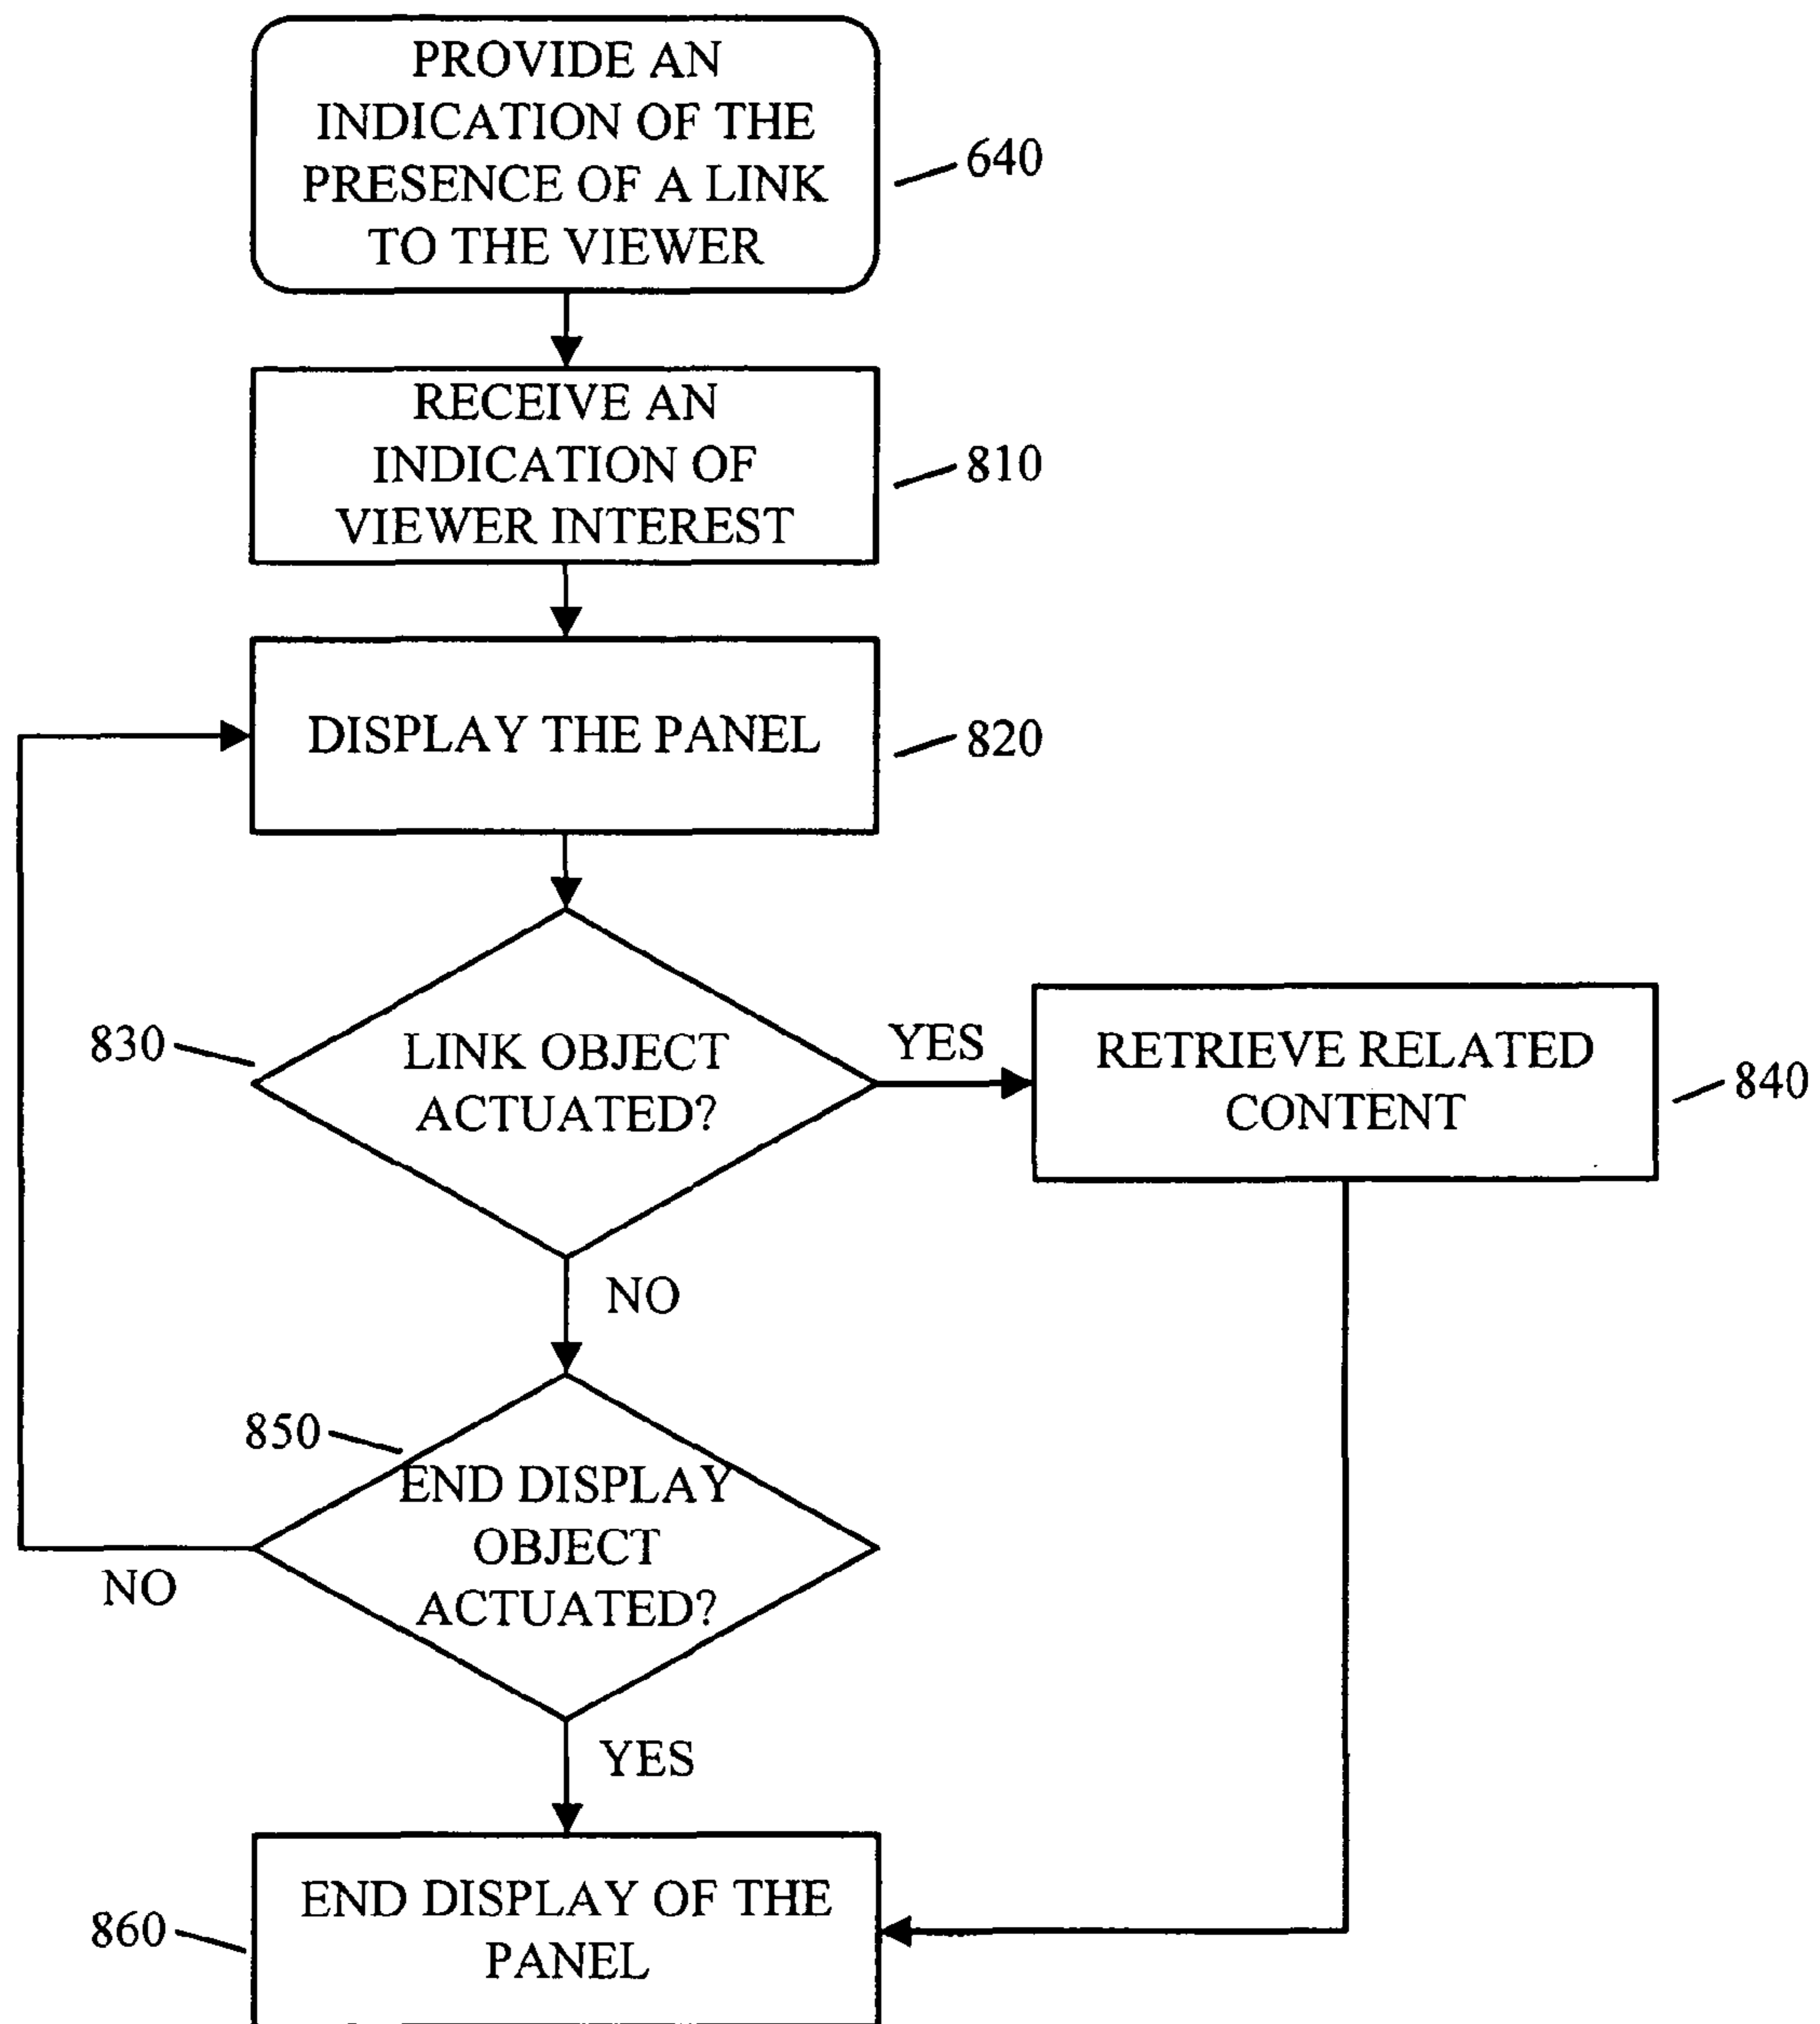 PROVIDE AN
INDICATION OF THE
PRESENCE OF A LINK
TO THE VIEWER
640
RECEIVE AN
INDICATION OF
VIEWER INTEREST
810
DISPLAY THE PANEL
820
830
LINK OBJECT
ACTUATED?
YES
RETRIEVE RELATED
CONTENT
840
NO
850
END DISPLAY
OBJECT
ACTUATED?
NO
YES
860
END DISPLAY OF THE
PANEL